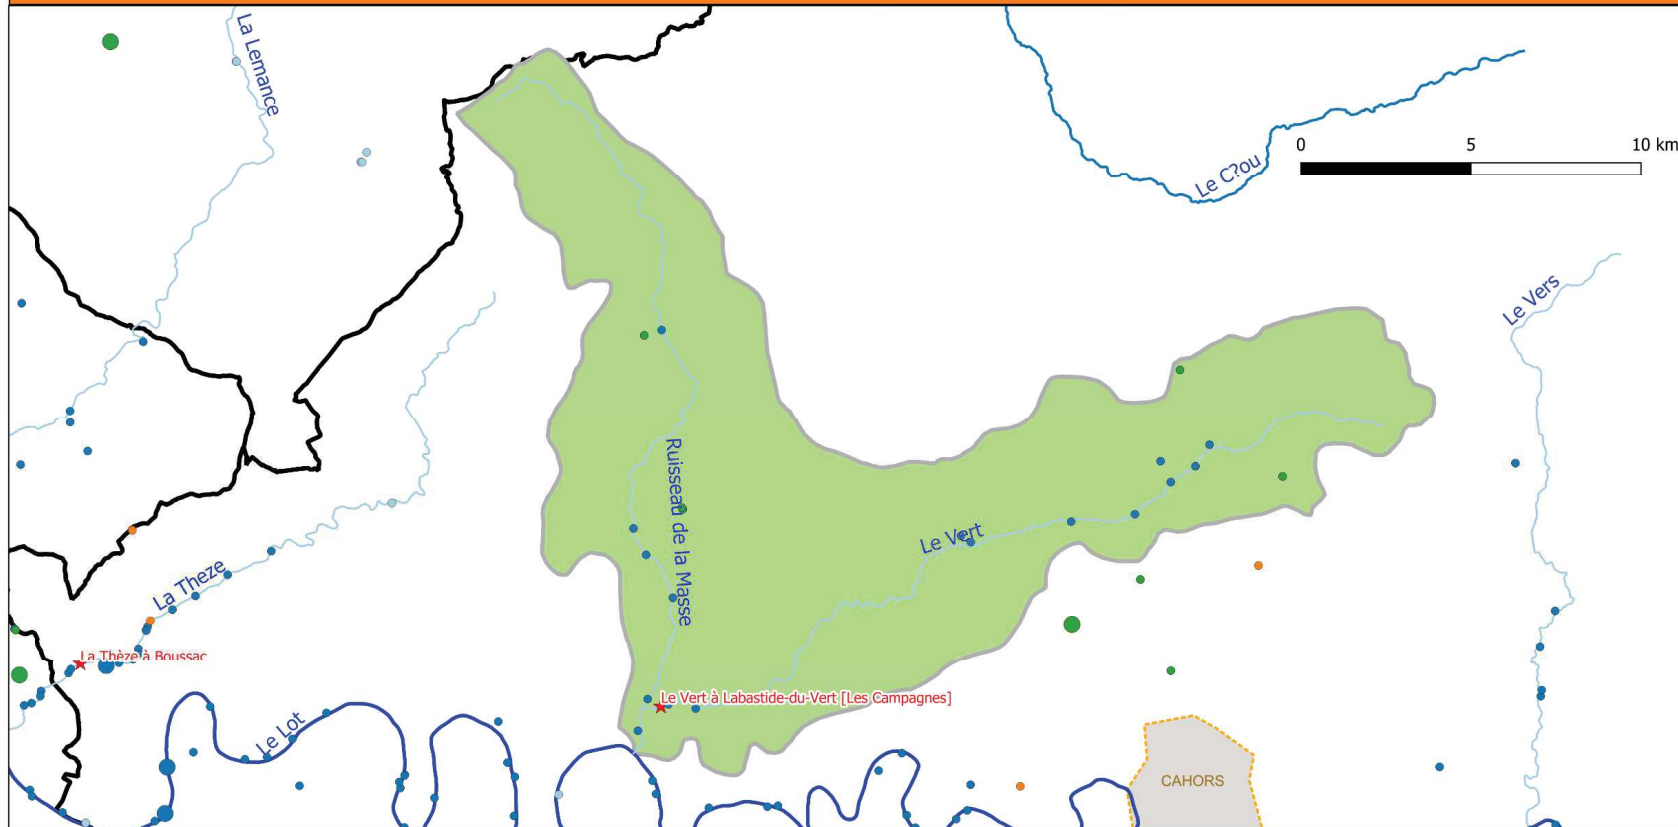 La Lemance
0 5 10 km
Le C?ou
Le Vers
Ruisseau de la Masse
Le Vert
La Theze
La Thèze à Boussac
Le Vert à Labastide-du-Vert [Les Campagnes]
Le Lot
CAHORS